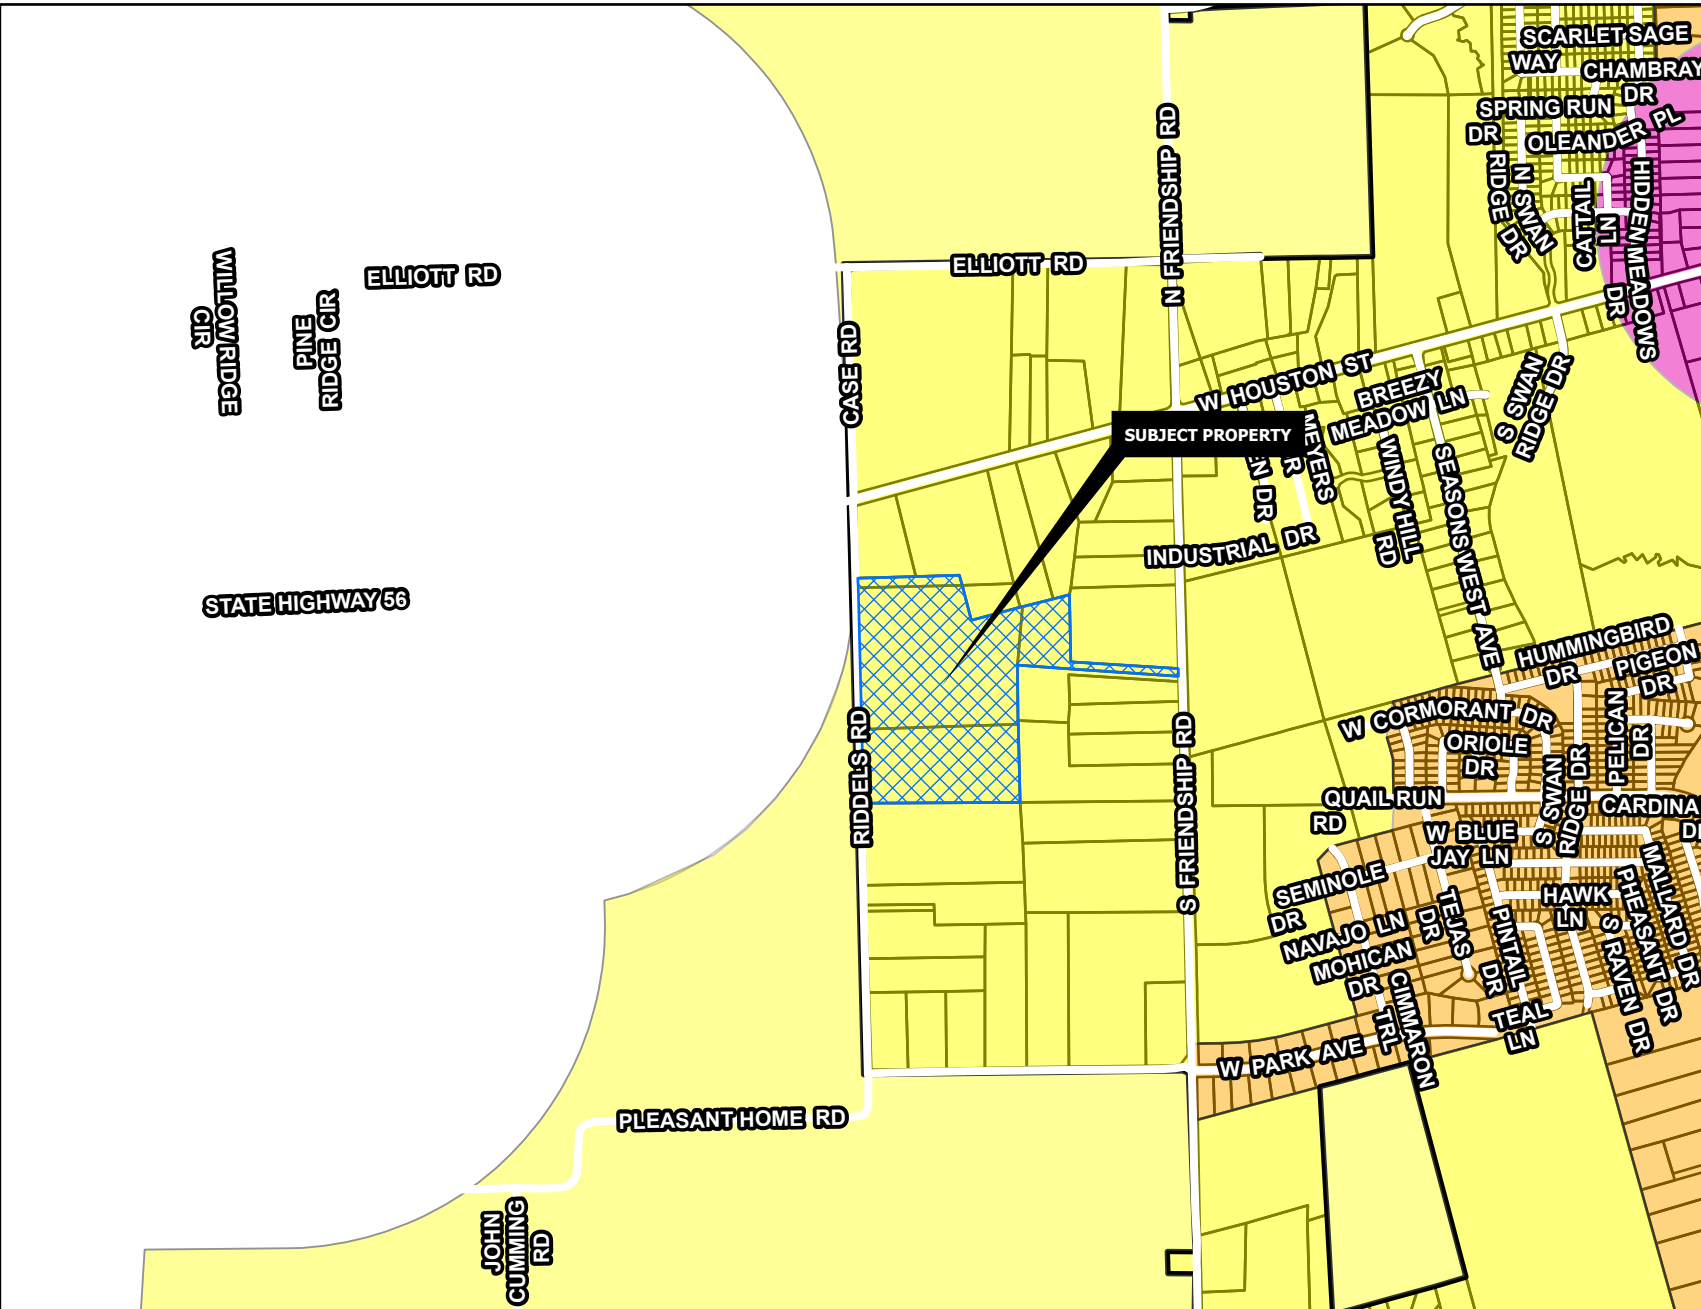 SCARLET SAGE
WAY
CHAMBRAY
DR
SPRING RUN
DR
OLEANDER PL
N SWAN
RIDGE DR
CATTAIL
LN
HIDDEN MEADOWS
DR
N FRIENDSHIP RD
ELLIOTT RD
ELLIOTT RD
WILLOW RIDGE
CIR
PINE
RIDGE CIR
CASE RD
W HOUSTON ST
BREEZY
MEADOW LN
S SWAN
RIDGE DR
SUBJECT PROPERTY
EN DR
MEYERS
R
WINDY HILL
RD
SEASONS WEST AVE
INDUSTRIAL DR
STATE HIGHWAY 56
HUMMINGBIRD
DR
PIGEON
DR
W CORMORANT DR
ORIOLE
DR
PELICAN
DR
S SWAN
RIDGE DR
RIDDELS RD
S FRIENDSHIP RD
QUAIL RUN
RD
CARDINA
D
W BLUE
JAY LN
SEMINOLE
DR
HAWK
LN
MALLARD DR
PHEASANT DR
S RAVEN DR
TEJAS
DR
PINTAIL
DR
NAVAJO LN
MOHICAN
DR
CIMMARON
TRL
TEAL
LN
W PARK AVE
PLEASANT HOME RD
JOHN
CUMMING
RD